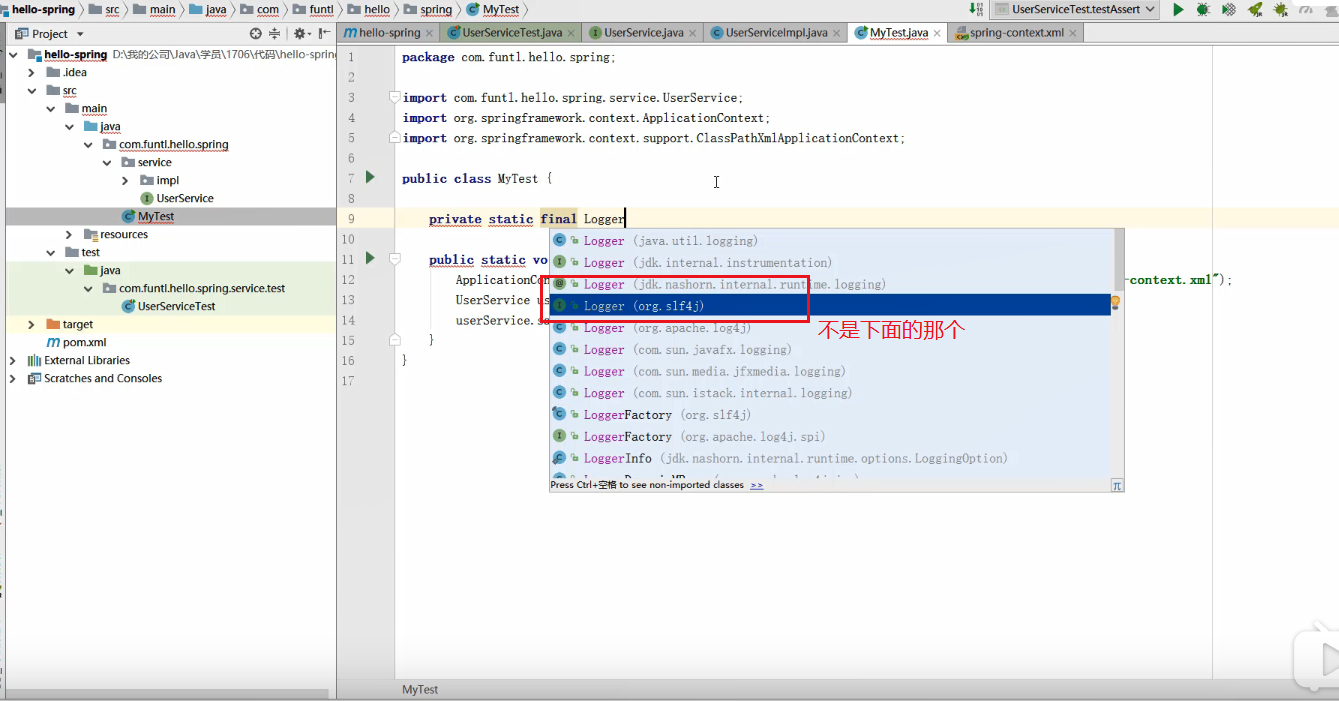 hello-spring src main java com funtl hello spring MyTest UserServiceTest.testAssert
Project hello-spring UserServiceTest.java UserService.java UserServiceImpl.java MyTest.java spring-context.xml
hello-spring D:\我的公司\Java\学员\1706\代码\hello-spring
.idea
src
main
java
com.funtl.hello.spring
service
impl
UserService
MyTest
resources
test
java
com.funtl.hello.spring.service.test
UserServiceTest
target
pom.xml
External Libraries
Scratches and Consoles
1 package com.funtl.hello.spring;
2
3 import com.funtl.hello.spring.service.UserService;
4 import org.springframework.context.ApplicationContext;
5 import org.springframework.context.support.ClassPathXmlApplicationContext;
6
7 public class MyTest {
8
9 private static final Logger
10
11 public static vo
12 ApplicationCon -context.xml");
13 UserService us
14 userService.s
15 }
16 }
17
Logger (java.util.logging)
Logger (jdk.internal.instrumentation)
Logger (jdk.nashorn.internal.runtime.logging)
Logger (org.slf4j)
Logger (org.apache.log4j)
Logger (com.sun.javafx.logging)
Logger (com.sun.media.jfxmedia.logging)
Logger (com.sun.istack.internal.logging)
LoggerFactory (org.slf4j)
LoggerFactory (org.apache.log4j.spi)
LoggerInfo (jdk.nashorn.internal.runtime.options.LoggingOption)
Press Ctrl+空格 to see non-imported classes >>
π
不是下面的那个
MyTest